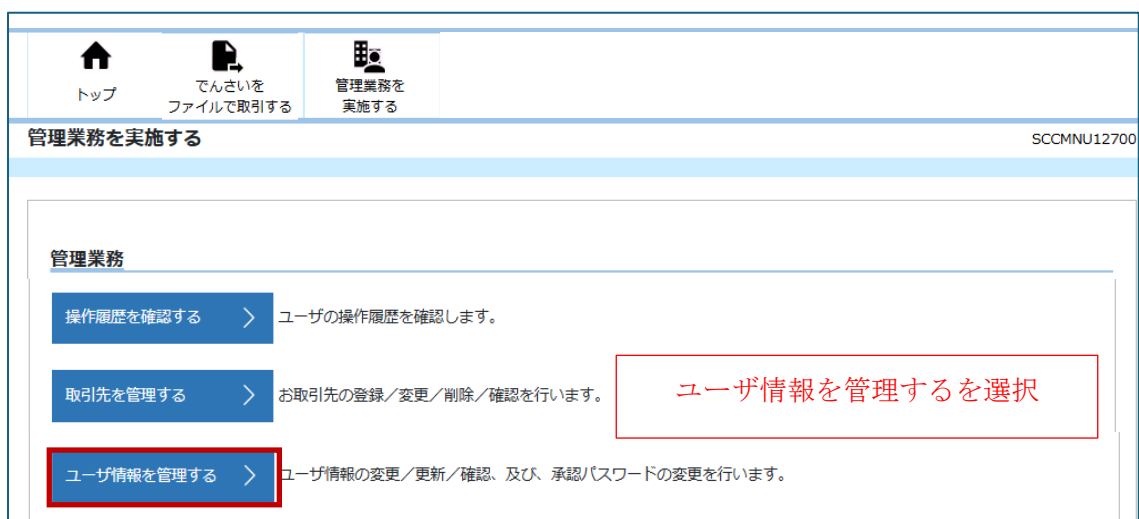 トップ
でんさいを
ファイルで取引する
管理業務を
実施する
管理業務を実施する
SCCMNU12700
管理業務
操作履歴を確認する
ユーザの操作履歴を確認します。
取引先を管理する
お取引先の登録／変更／削除／確認を行います。
ユーザ情報を管理するを選択
ユーザ情報を管理する
ユーザ情報の変更／更新／確認、及び、承認パスワードの変更を行います。